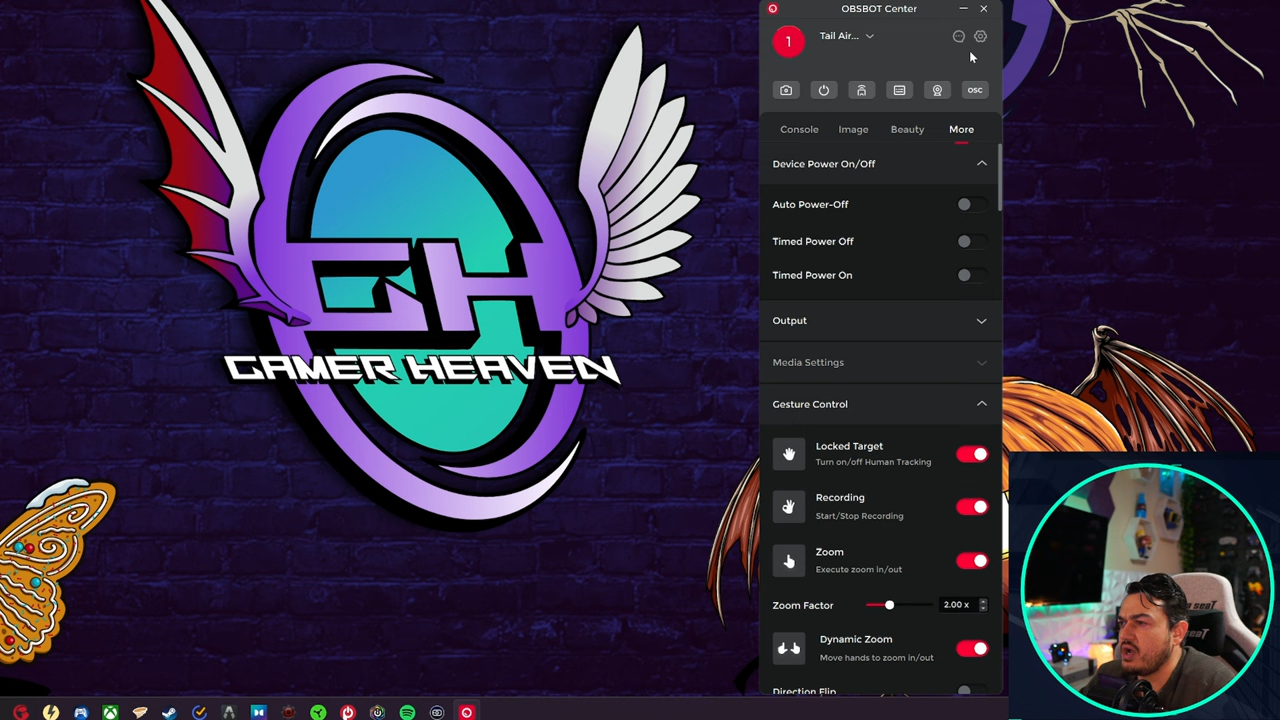 OBSBOT Center
1
Tail Air...
OSC
Console
Image
Beauty
More
Device Power On/Off
Auto Power-Off
Timed Power Off
Timed Power On
Output
Media Settings
Gesture Control
Locked Target
Turn on/off Human Tracking
Recording
Start/Stop Recording
Zoom
Execute zoom in/out
Zoom Factor
2.00 x
Dynamic Zoom
Move hands to zoom in/out
Direction Flip
GH
GAMER HEAVEN